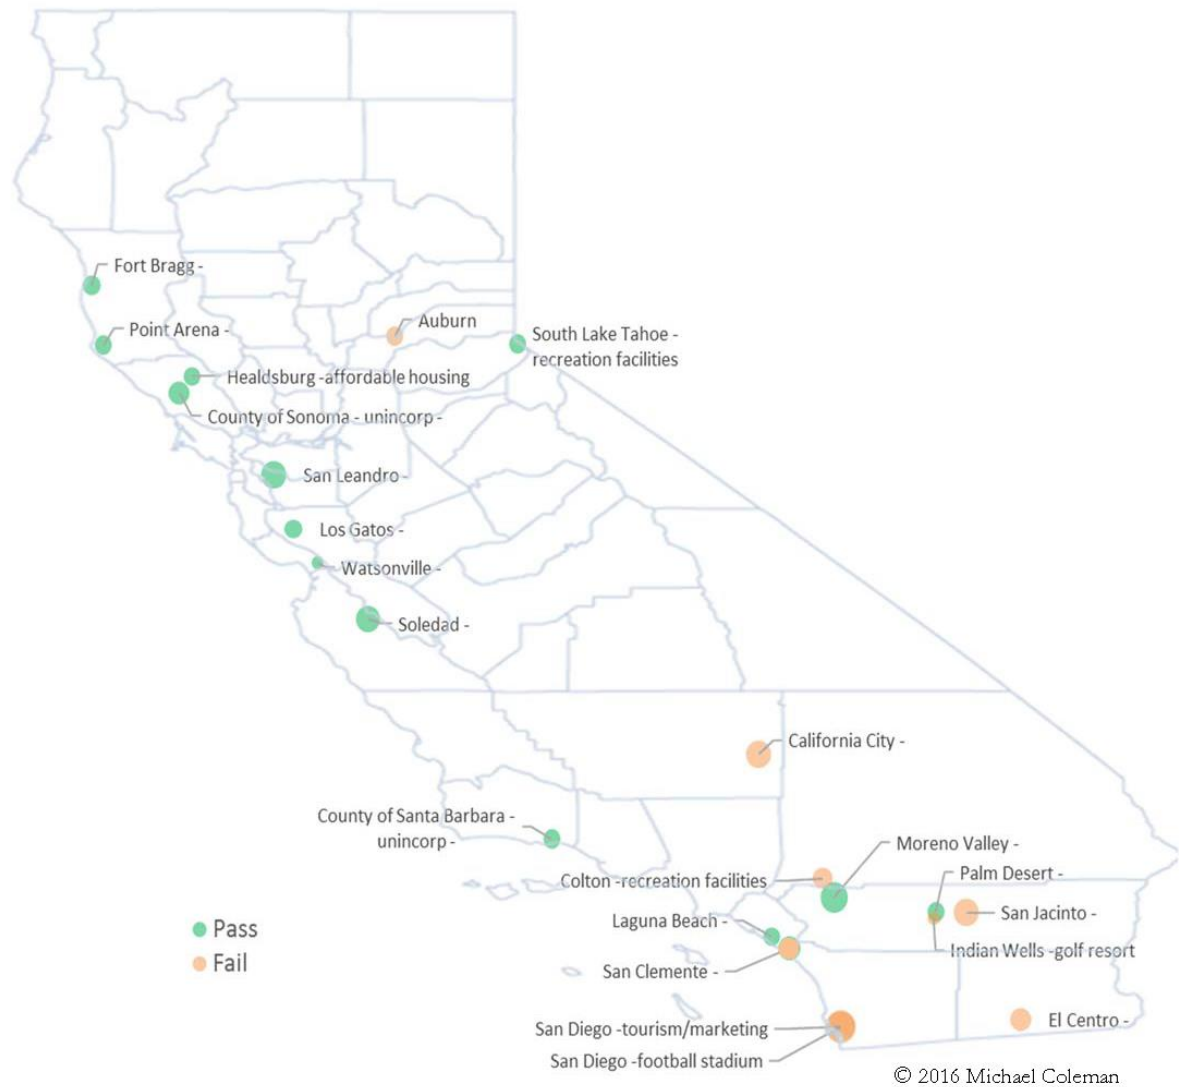 Fort Bragg -
Point Arena -
Auburn
South Lake Tahoe -
recreation facilities
Healdsburg -affordable housing
County of Sonoma - unincorp -
San Leandro -
Los Gatos -
Watsonville -
Soledad -
California City -
County of Santa Barbara -
unincorp -
Moreno Valley -
Palm Desert -
Colton -recreation facilities
San Jacinto -
Laguna Beach -
Indian Wells -golf resort
Pass
Fail
San Clemente -
El Centro -
San Diego -tourism/marketing
San Diego -football stadium
© 2016 Michael Coleman